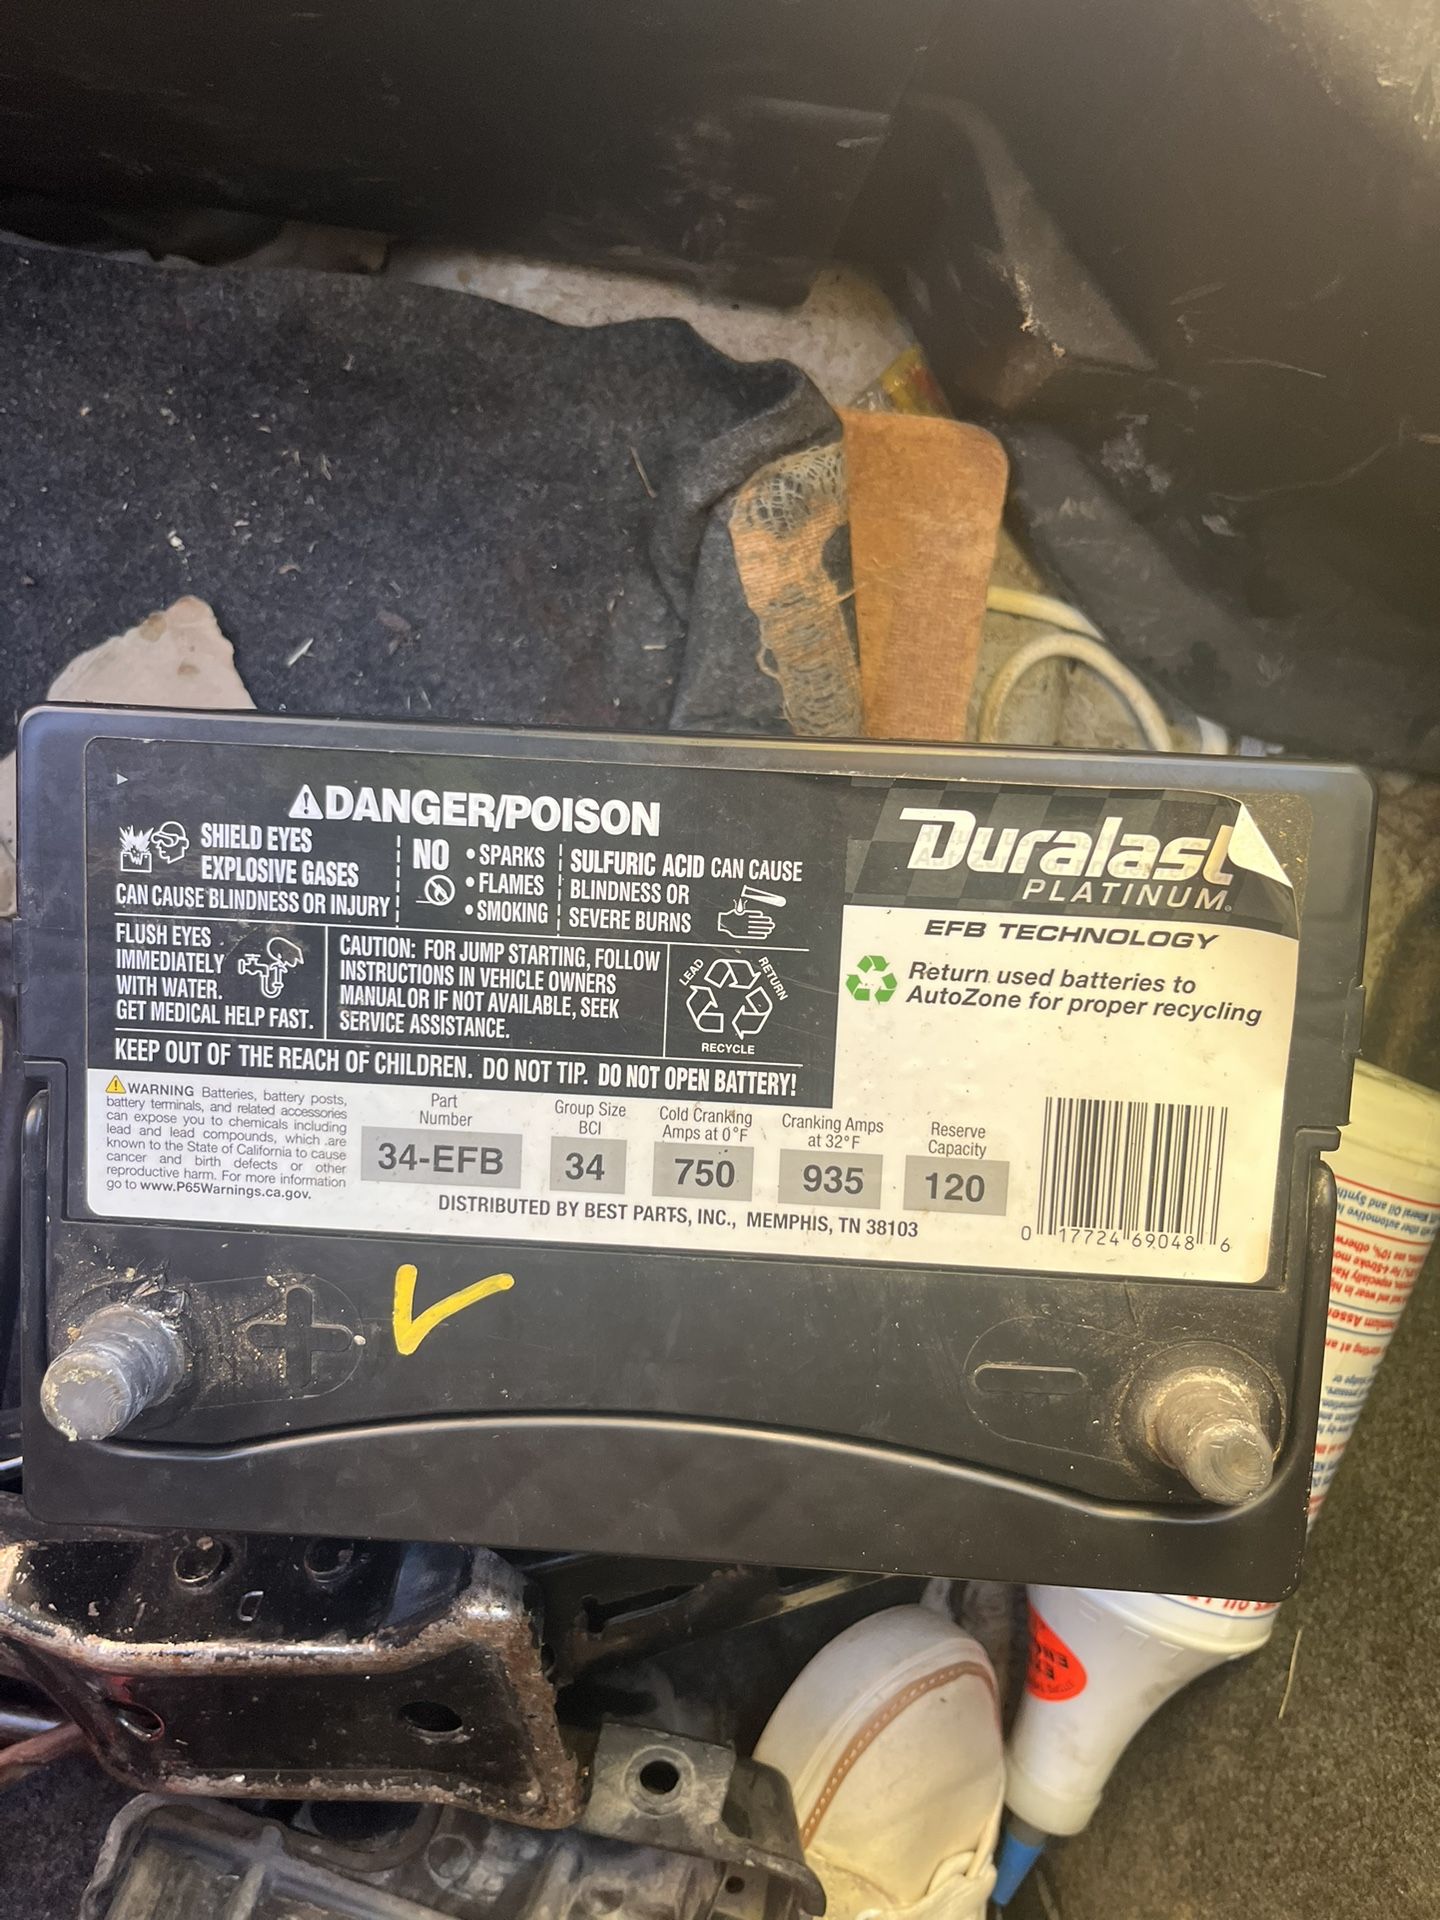 ⚠DANGER/POISON
SHIELD EYES
EXPLOSIVE GASES
CAN CAUSE BLINDNESS OR INJURY
NO • SPARKS
• FLAMES
• SMOKING
SULFURIC ACID CAN CAUSE
BLINDNESS OR
SEVERE BURNS
FLUSH EYES
IMMEDIATELY
WITH WATER.
GET MEDICAL HELP FAST.
CAUTION: FOR JUMP STARTING, FOLLOW
INSTRUCTIONS IN VEHICLE OWNERS
MANUAL OR IF NOT AVAILABLE, SEEK
SERVICE ASSISTANCE.
LEAD
RETURN
RECYCLE
KEEP OUT OF THE REACH OF CHILDREN. DO NOT TIP. DO NOT OPEN BATTERY!
Duralast
PLATINUM®
EFB TECHNOLOGY
Return used batteries to
AutoZone for proper recycling
⚠WARNING Batteries, battery posts,
battery terminals, and related accessories
can expose you to chemicals including
lead and lead compounds, which are
known to the State of California to cause
cancer and birth defects or other
reproductive harm. For more information
go to www.P65Warnings.ca.gov.
Part
Number
34-EFB
Group Size
BCI
34
Cold Cranking
Amps at 0°F
750
Cranking Amps
at 32°F
935
Reserve
Capacity
120
DISTRIBUTED BY BEST PARTS, INC., MEMPHIS, TN 38103
0 17724 69048 6
+
−